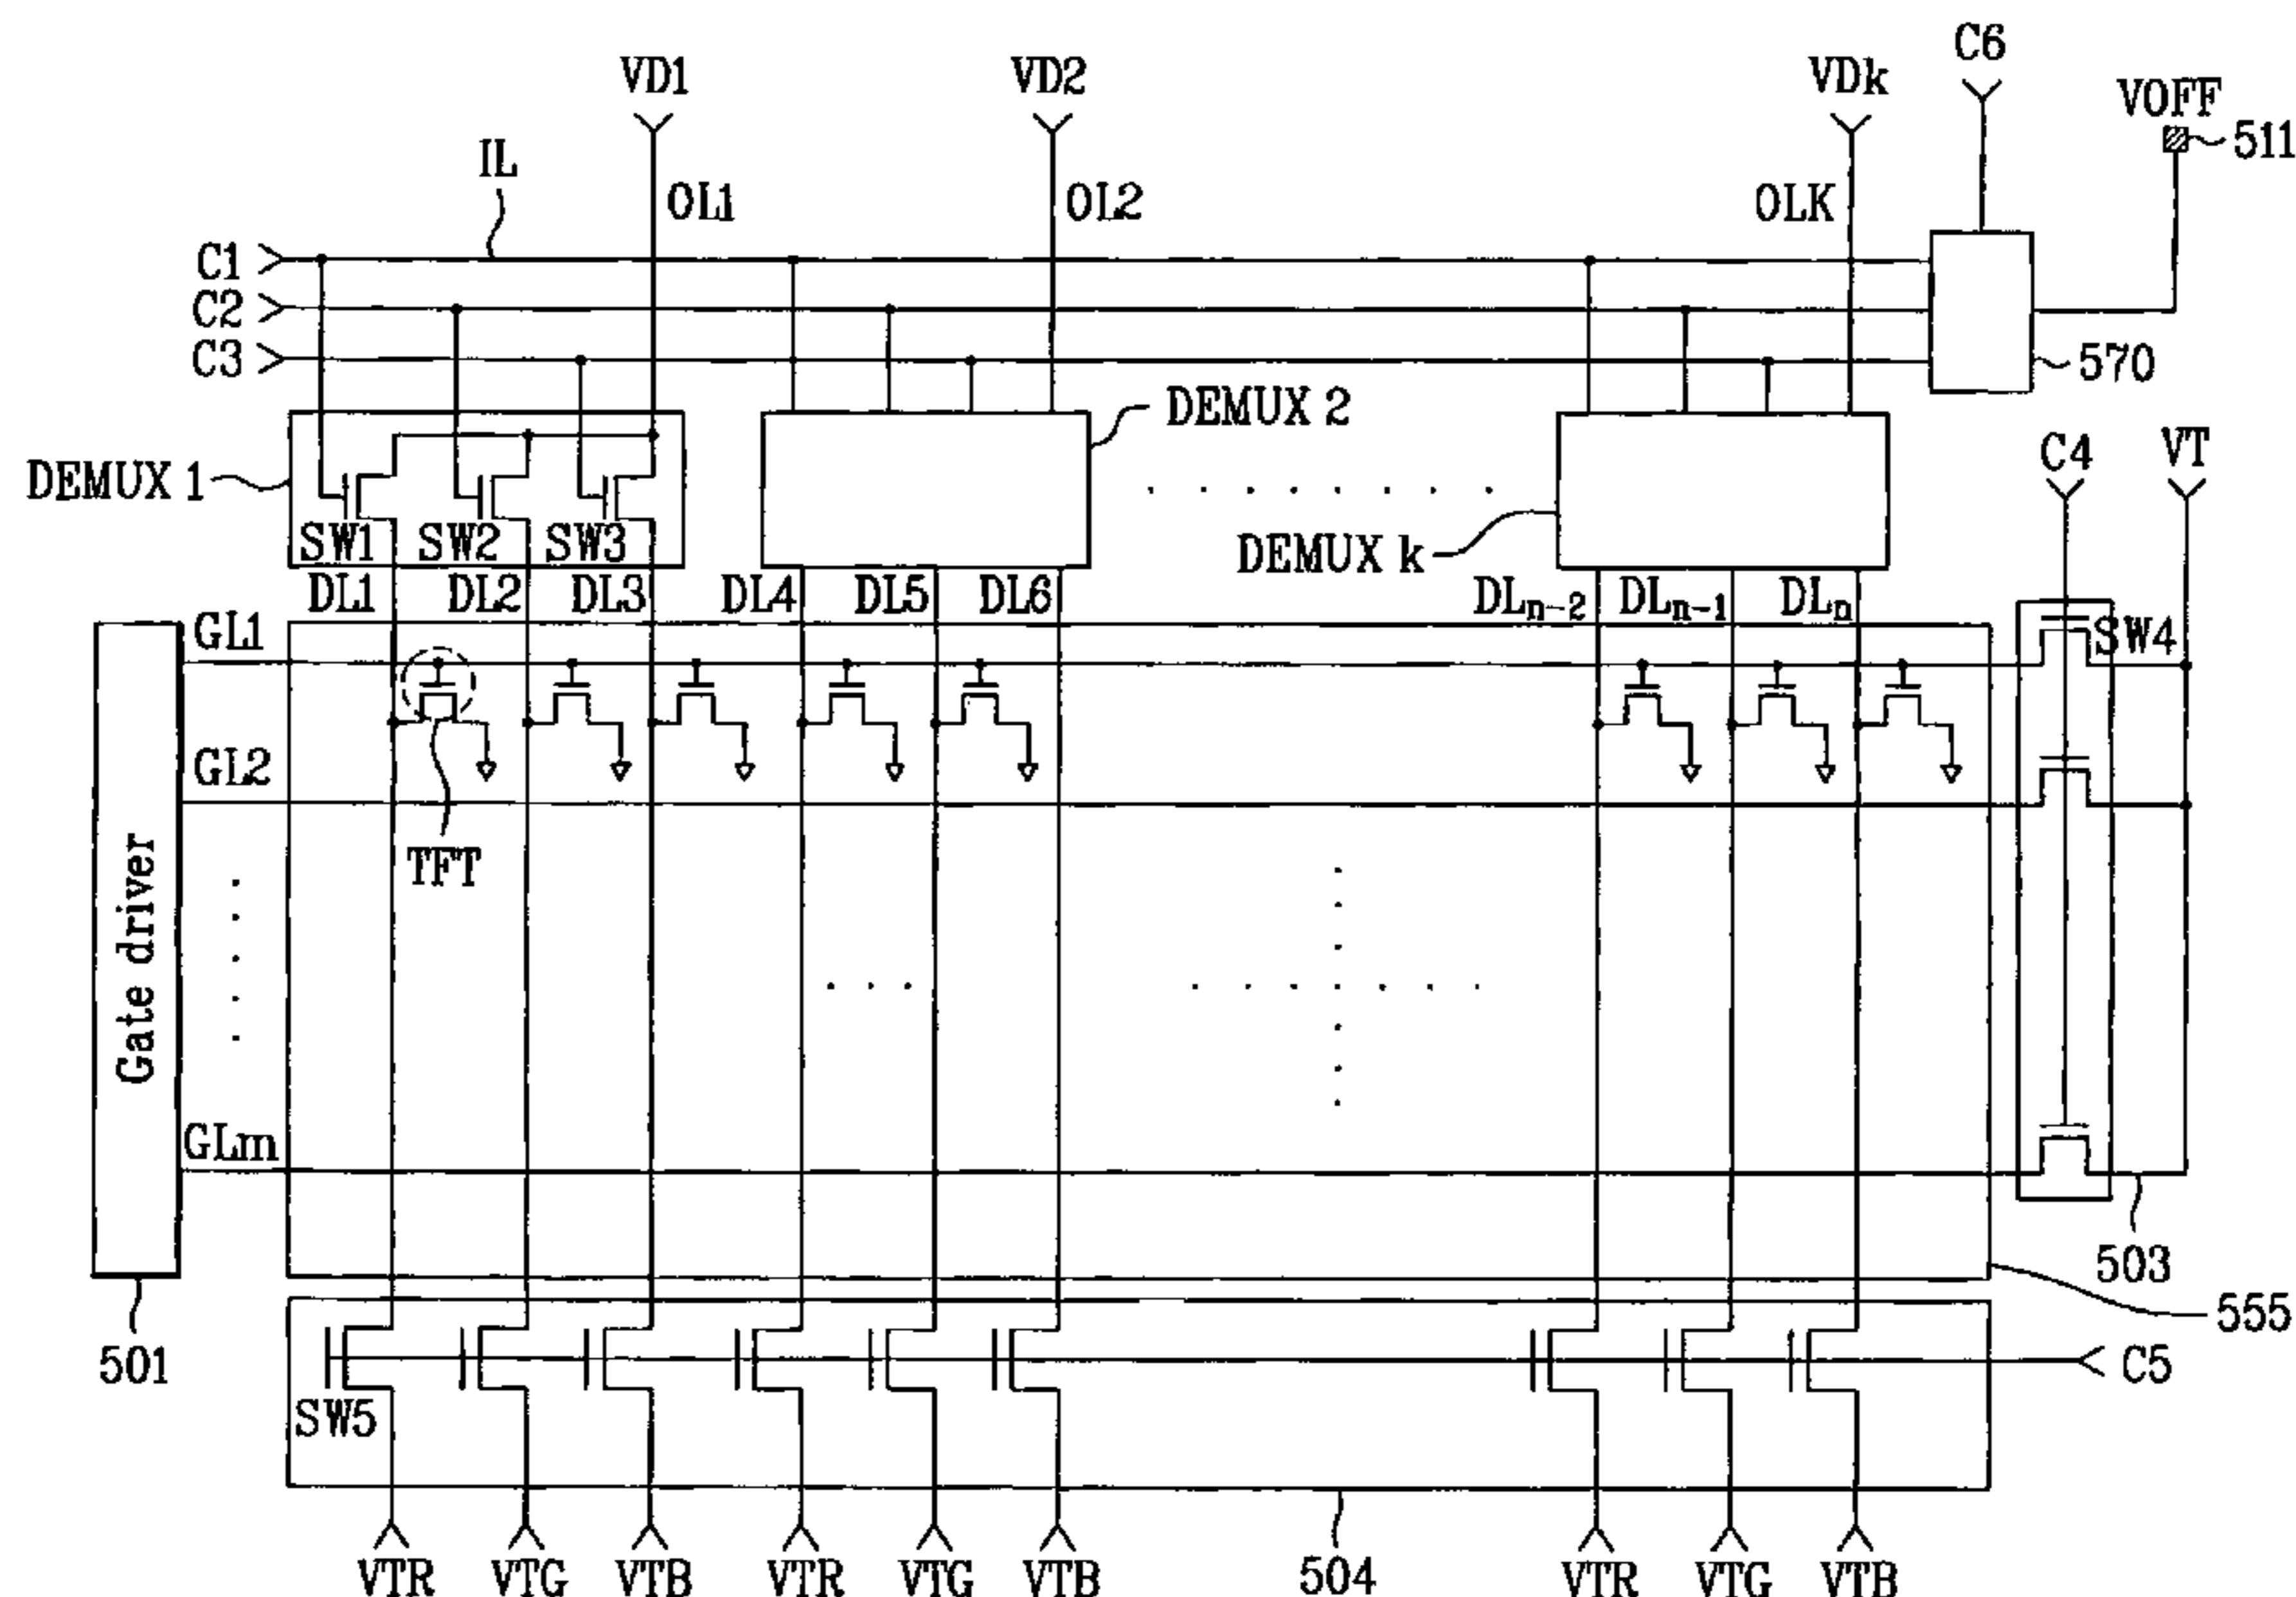 C6
VD1
VD2
VDk
VOFF
511
IL
OL1
OL2
OLK
C1
C2
C3
570
DEMUX 2
DEMUX 1
C4
VT
SW1
SW2
SW3
DEMUX k
DL1
DL2
DL3
DL4
DL5
DL6
DLn-2
DLn-1
DLn
GL1
SW4
GL2
TFT
Gate driver
GLm
503
555
501
SW5
C5
VTR
VTG
VTB
VTR
VTG
VTB
504
VTR
VTG
VTB